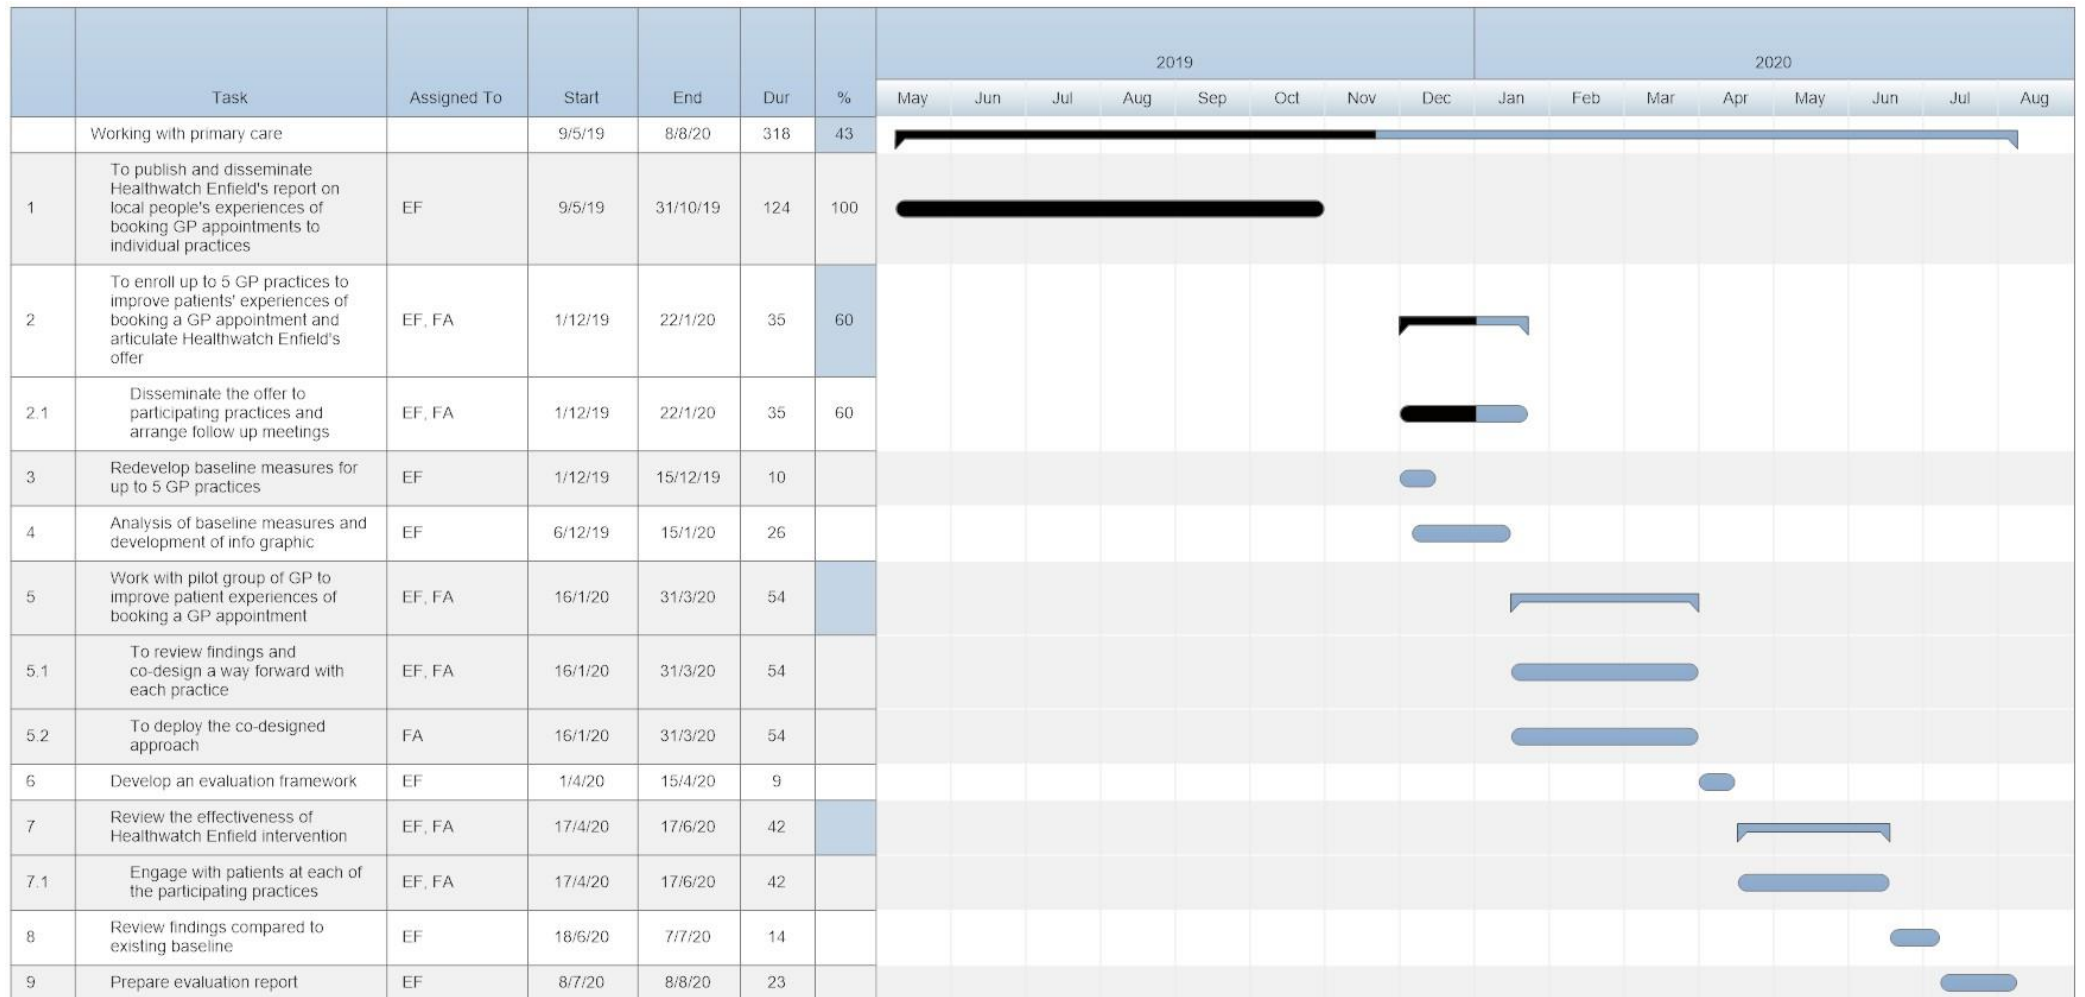 2019 2020
Task Assigned To Start End Dur % May Jun Jul Aug Sep Oct Nov Dec Jan Feb Mar Apr May Jun Jul Aug
Working with primary care 9/5/19 8/8/20 318 43
To publish and disseminate
Healthwatch Enfield's report on
1 local people's experiences of EF 9/5/19 31/10/19 124 100
booking GP appointments to
individual practices
To enroll up to 5 GP practices to
improve patients' experiences of
2 booking a GP appointment and EF, FA 1/12/19 22/1/20 35 60
articulate Healthwatch Enfield's
offer
Disseminate the offer to
2.1 participating practices and EF, FA 1/12/19 22/1/20 35 60
arrange follow up meetings
Redevelop baseline measures for
3 up to 5 GP practices EF 1/12/19 15/12/19 10
Analysis of baseline measures and
4 development of info graphic EF 6/12/19 15/1/20 26
Work with pilot group of GP to
5 improve patient experiences of EF, FA 16/1/20 31/3/20 54
booking a GP appointment
To review findings and
5.1 co-design a way forward with EF, FA 16/1/20 31/3/20 54
each practice
To deploy the co-designed
5.2 approach FA 16/1/20 31/3/20 54
6 Develop an evaluation framework EF 1/4/20 15/4/20 9
Review the effectiveness of
7 Healthwatch Enfield intervention EF, FA 17/4/20 17/6/20 42
Engage with patients at each of
7.1 the participating practices EF, FA 17/4/20 17/6/20 42
Review findings compared to
8 existing baseline EF 18/6/20 7/7/20 14
9 Prepare evaluation report EF 8/7/20 8/8/20 23